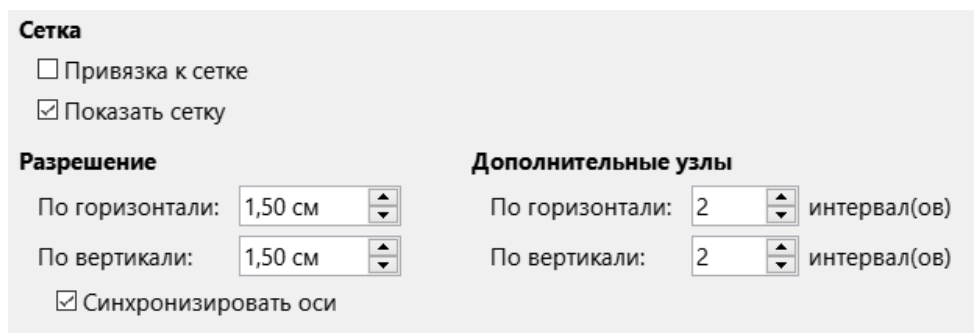 Сетка
Привязка к сетке
Показать сетку
Разрешение
Дополнительные узлы
По горизонтали: 1,50 см
По горизонтали: 2 интервал(ов)
По вертикали: 1,50 см
По вертикали: 2 интервал(ов)
Синхронизировать оси